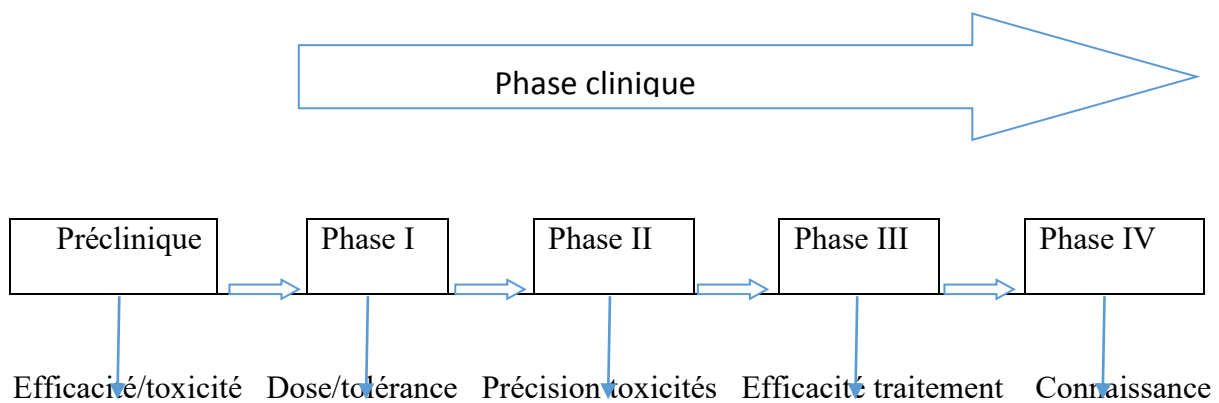 Phase clinique
Préclinique Phase I Phase II Phase III Phase IV
Efficacité/toxicité Dose/tolérance Précision toxicités Efficacité traitement Connaissance